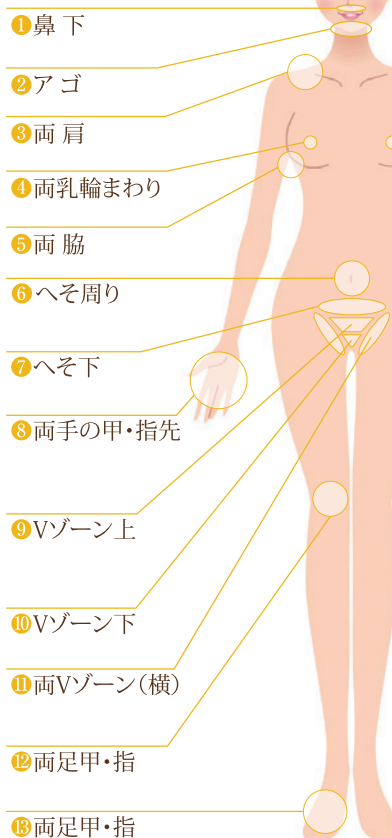 ❶鼻 下
❷アゴ
❸両 肩
❹両乳輪まわり
❺両 脇
❻へそ周り
❼へそ下
❽両手の甲・指先
❾Vゾーン上
❿Vゾーン下
⓫両Vゾーン（横）
⓬両足甲・指
⓭両足甲・指